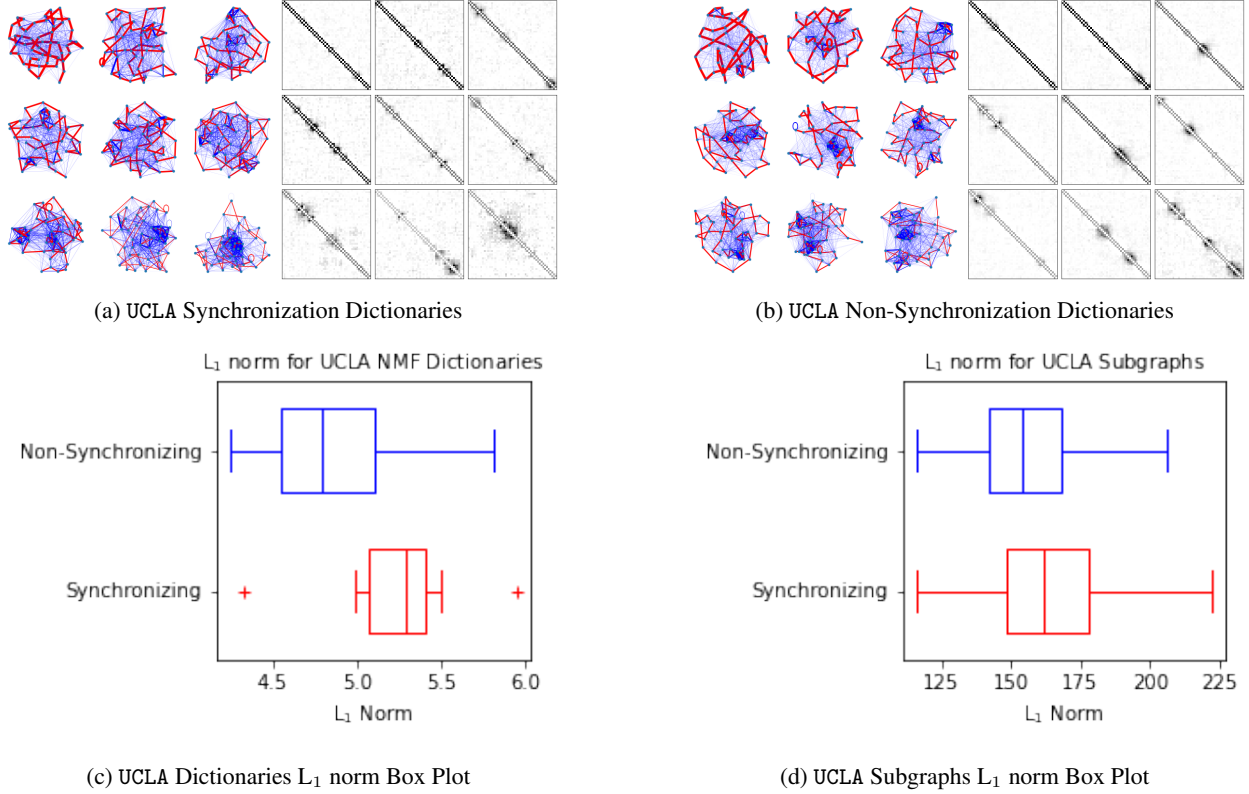 (a) UCLA Synchronization Dictionaries
(b) UCLA Non-Synchronization Dictionaries
L₁ norm for UCLA NMF Dictionaries
Non-Synchronizing
Synchronizing
4.5 5.0 5.5 6.0
L₁ Norm
L₁ norm for UCLA Subgraphs
Non-Synchronizing
Synchronizing
125 150 175 200 225
L₁ Norm
(c) UCLA Dictionaries L₁ norm Box Plot
(d) UCLA Subgraphs L₁ norm Box Plot